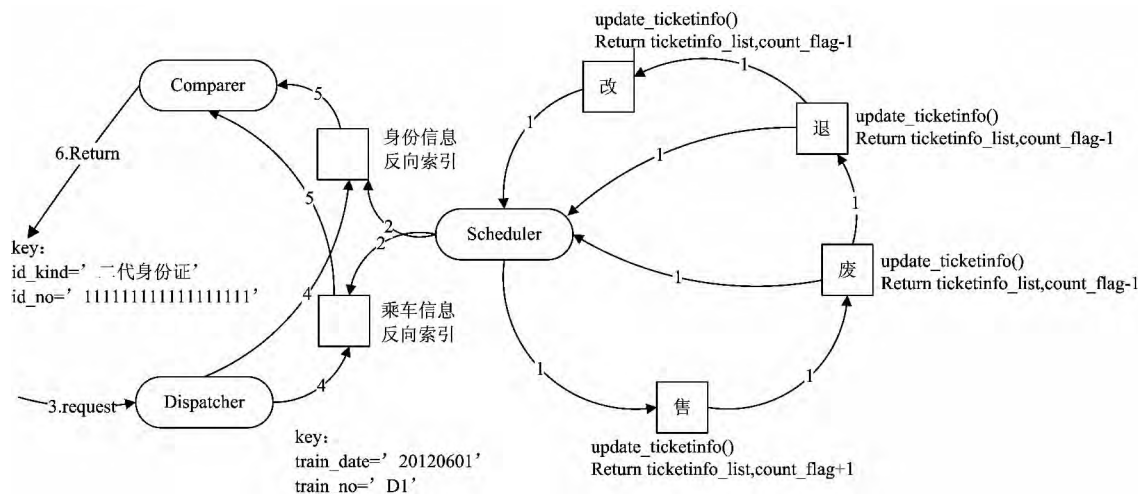 update_ticketinfo()
Return ticketinfo_list,count_flag-1
改
1
1
Comparer
5
身份信息
反向索引
6.Return
5
退
update_ticketinfo()
Return ticketinfo_list,count_flag-1
1
1
2
2
Scheduler
key:
id_kind=’二代身份证’
id_no=’111111111111111111’
4
乘车信息
反向索引
1
废
update_ticketinfo()
Return ticketinfo_list,count_flag-1
1
1
3.request
Dispatcher
4
售
update_ticketinfo()
Return ticketinfo_list,count_flag+1
key:
train_date=’20120601’
train_no=’D1’